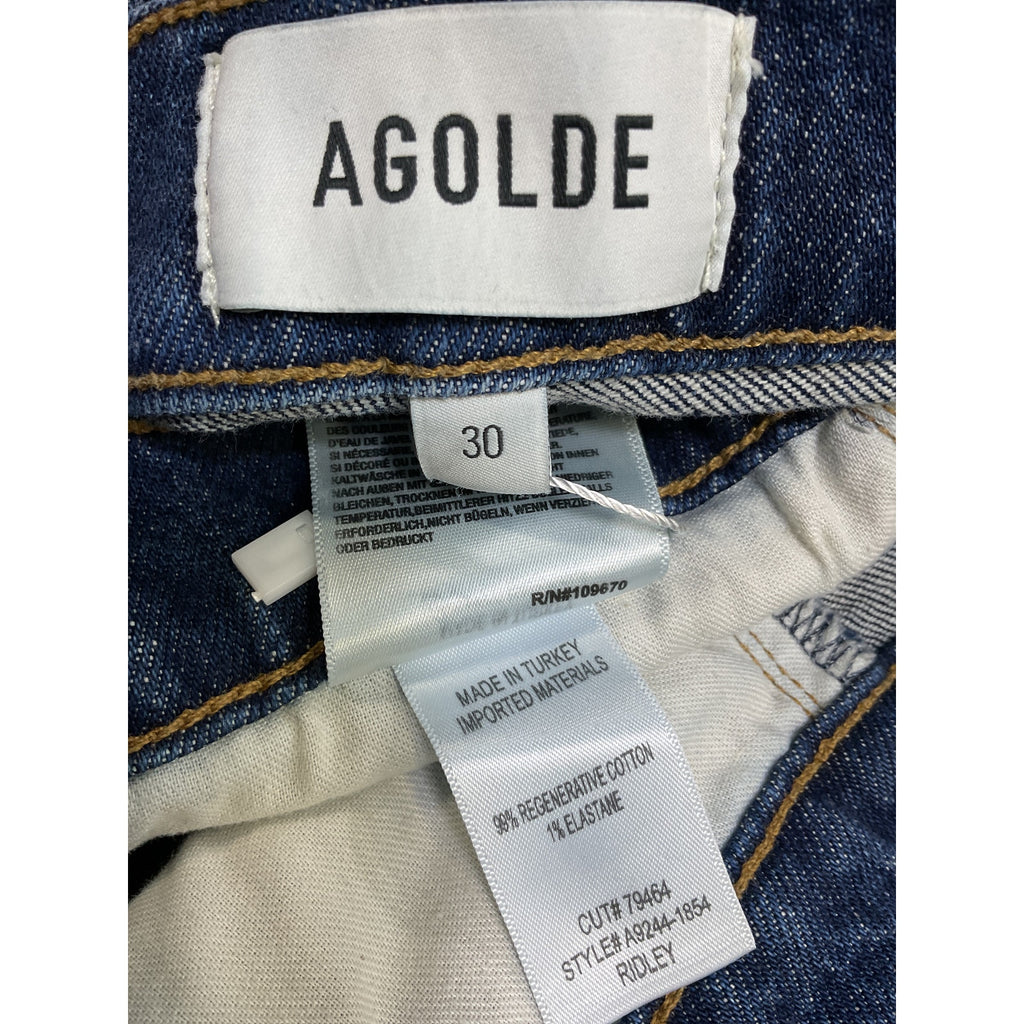 AGOLDE
30
DES COULEUR
D'EAU DE JAVEL
SI NÉCESSAIRE
SI DÉCORÉ OU
KALTWÄSCHE
NACH AUßEN MIT
BLEICHEN, TROCKNEN
TEMPERATUR, BEI MITTLERER HITZE
ERFORDERLICH, NICHT BÜGELN, WENN VERZIERT
ODER BEDRUCKT
R/N#109670
MADE IN TURKEY
IMPORTED MATERIALS
99% REGENERATIVE COTTON
1% ELASTANE
CUT# 79464
STYLE# A9244-1854
RIDLEY